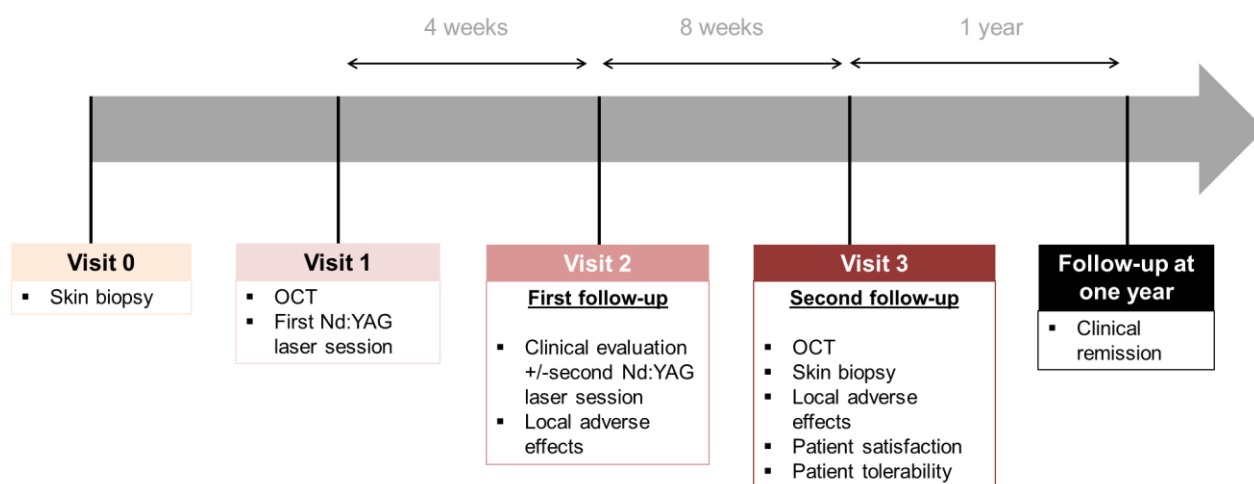 4 weeks
8 weeks
1 year
Visit 0
▪ Skin biopsy
Visit 1
▪ OCT
▪ First Nd:YAG
laser session
Visit 2
First follow-up
▪ Clinical evaluation
+/-second Nd:YAG
laser session
▪ Local adverse
effects
Visit 3
Second follow-up
▪ OCT
▪ Skin biopsy
▪ Local adverse
effects
▪ Patient satisfaction
▪ Patient tolerability
Follow-up at
one year
▪ Clinical
remission